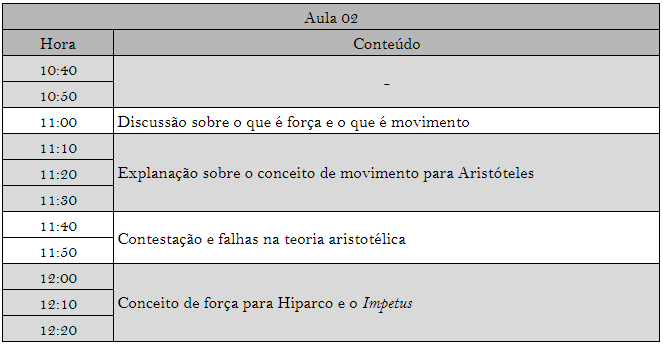 Aula 02
Hora Conteúdo
10:40
-
10:50
11:00 Discussão sobre o que é força e o que é movimento
11:10
11:20 Explanação sobre o conceito de movimento para Aristóteles
11:30
11:40
Contestação e falhas na teoria aristotélica
11:50
12:00
12:10 Conceito de força para Hiparco e o Impetus
12:20